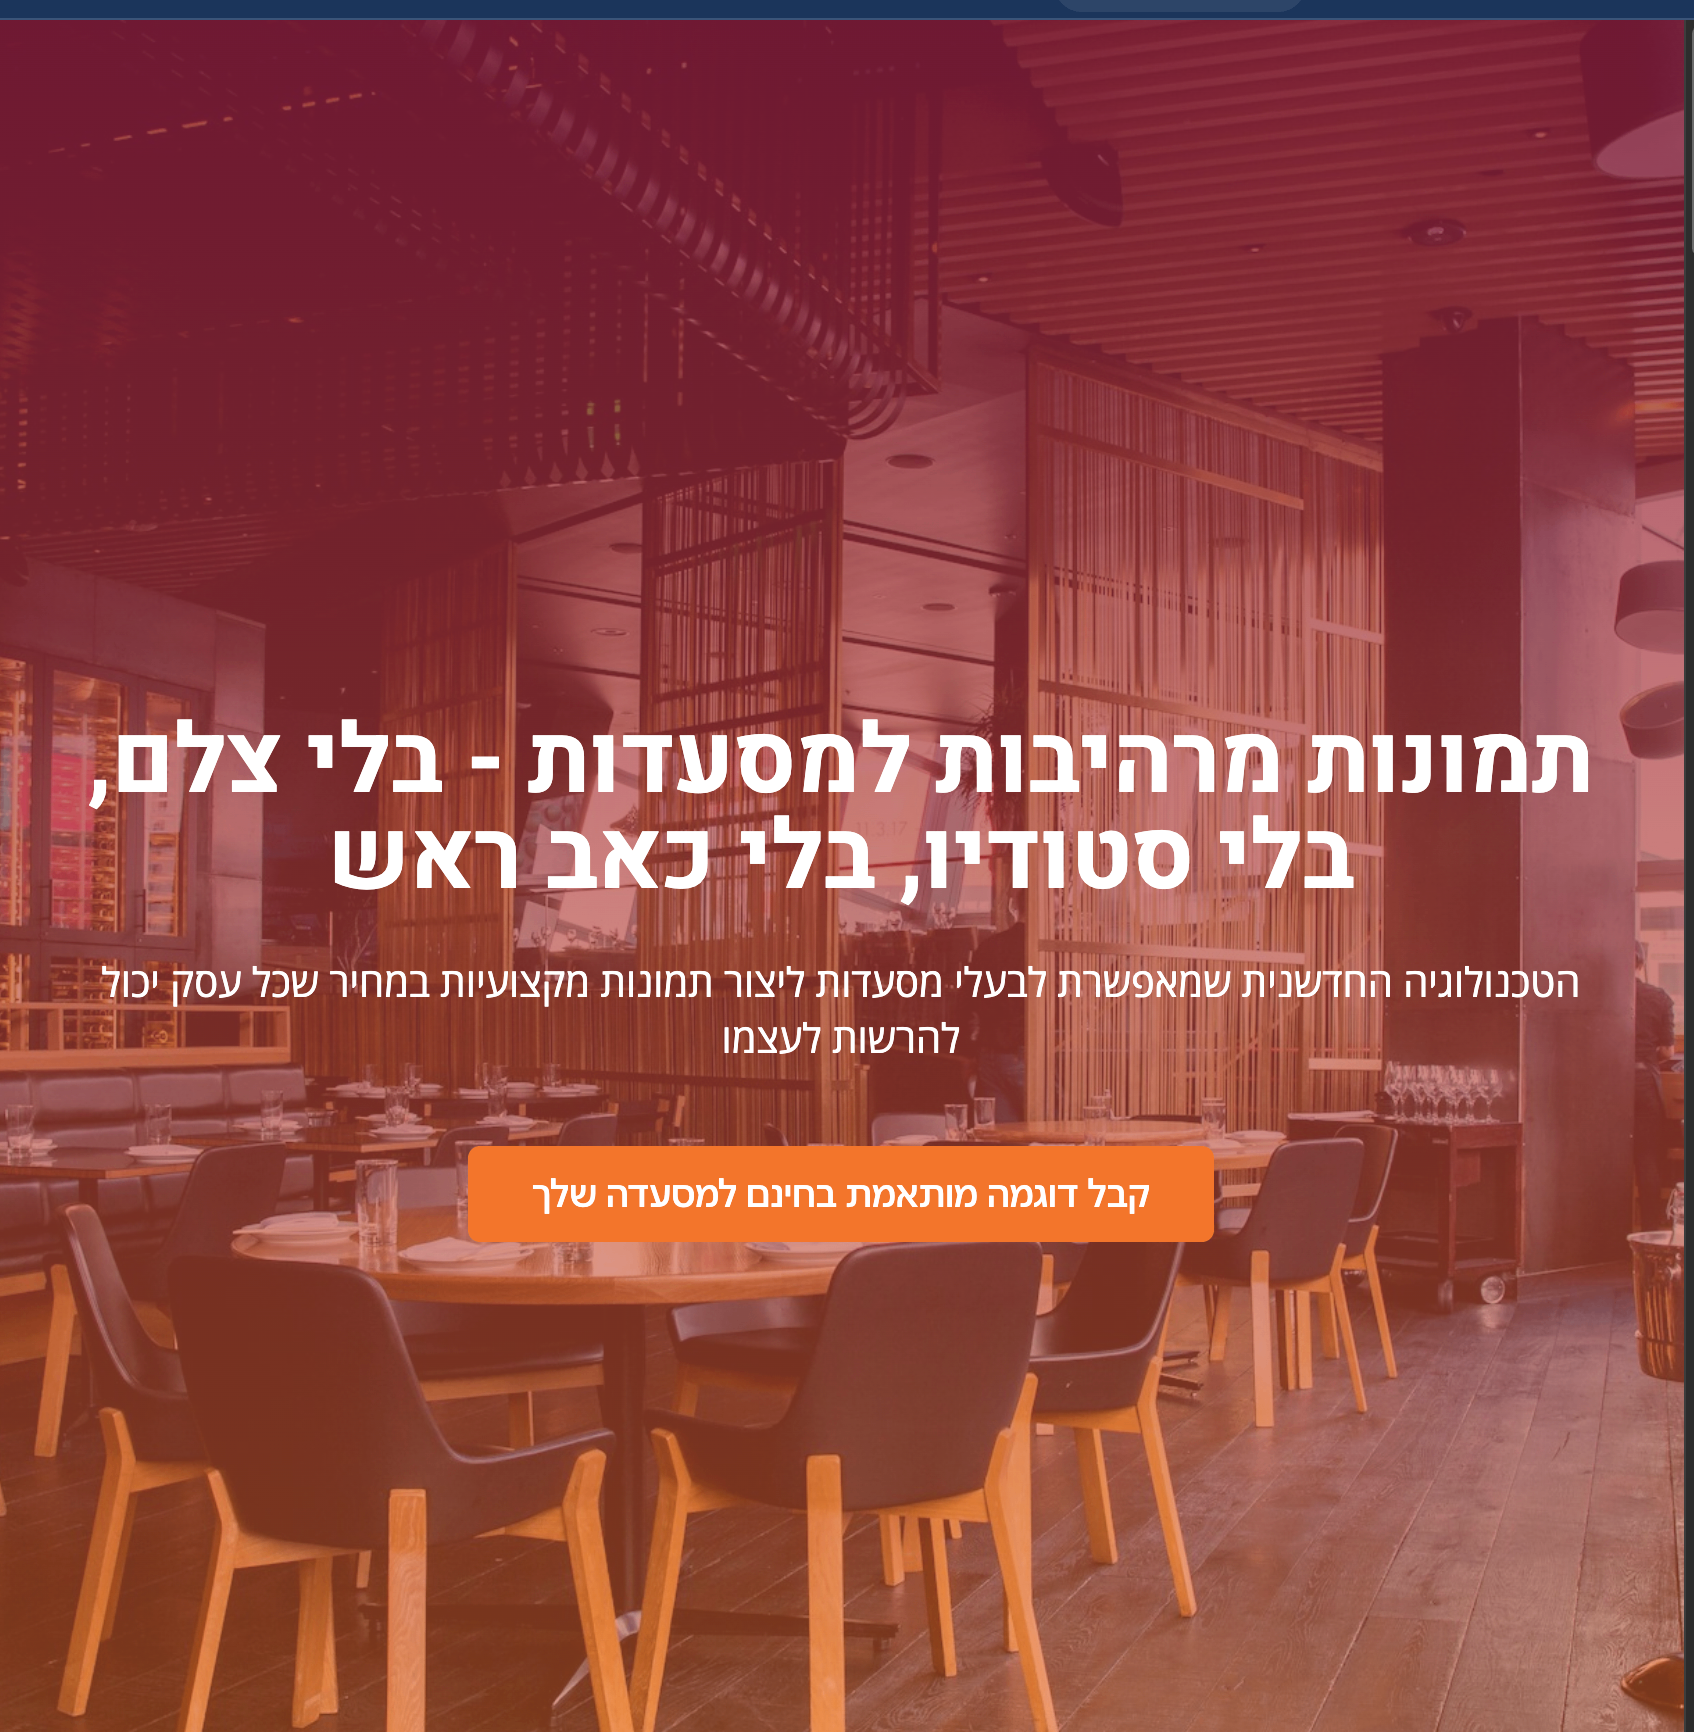 תמונות מרהיבות למסעדות - בלי צלם,
בלי סטודיו, בלי כאב ראש
הטכנולוגיה החדשנית שמאפשרת לבעלי מסעדות ליצור תמונות מקצועיות במחיר שכל עסק יכול
להרשות לעצמו
קבל דוגמה מותאמת בחינם למסעדה שלך